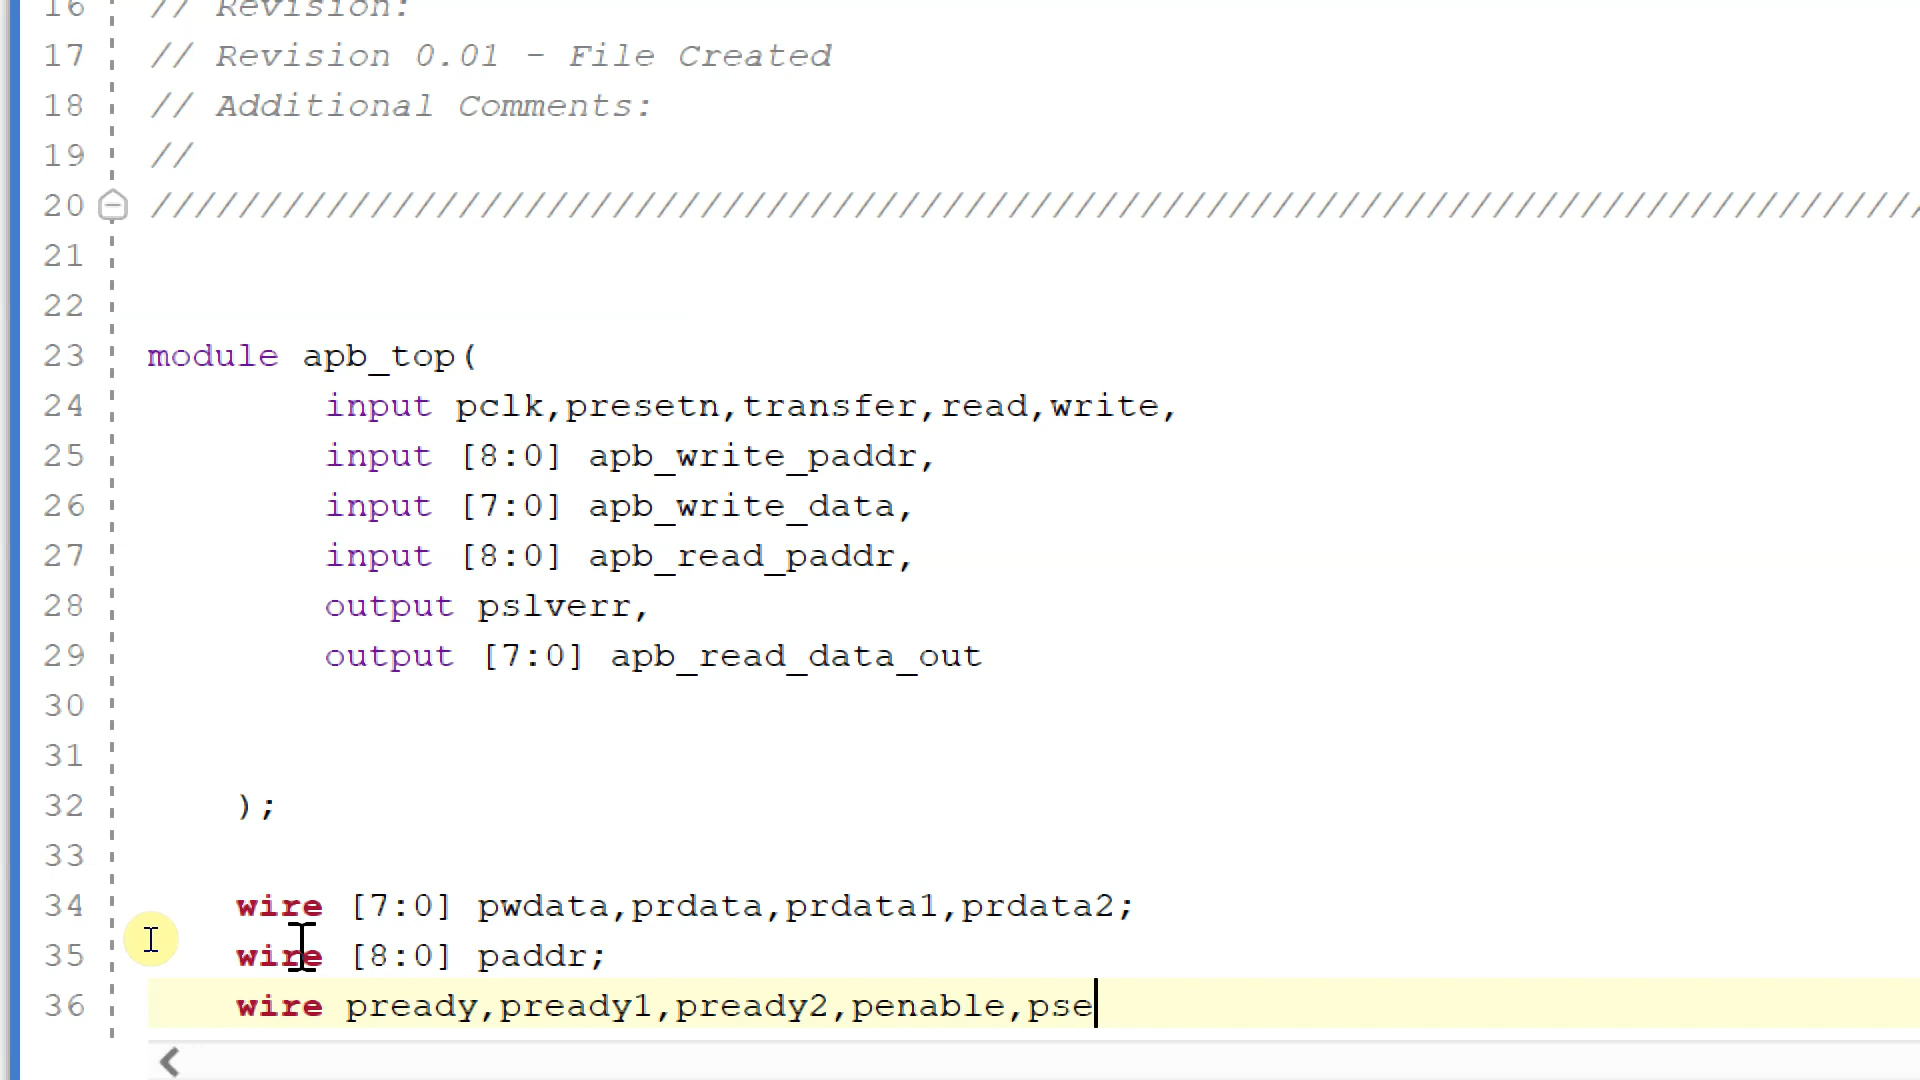 16 // Revision:
17 // Revision 0.01 - File Created
18 // Additional Comments:
19 //
20 //////////////////////////////////////////////////////////////////////////////////
21
22
23 module apb_top(
24 input pclk,presetn,transfer,read,write,
25 input [8:0] apb_write_paddr,
26 input [7:0] apb_write_data,
27 input [8:0] apb_read_paddr,
28 output pslverr,
29 output [7:0] apb_read_data_out
30
31
32 );
33
34 wire [7:0] pwdata,prdata,prdata1,prdata2;
35 wire [8:0] paddr;
36 wire pready,pready1,pready2,penable,pse